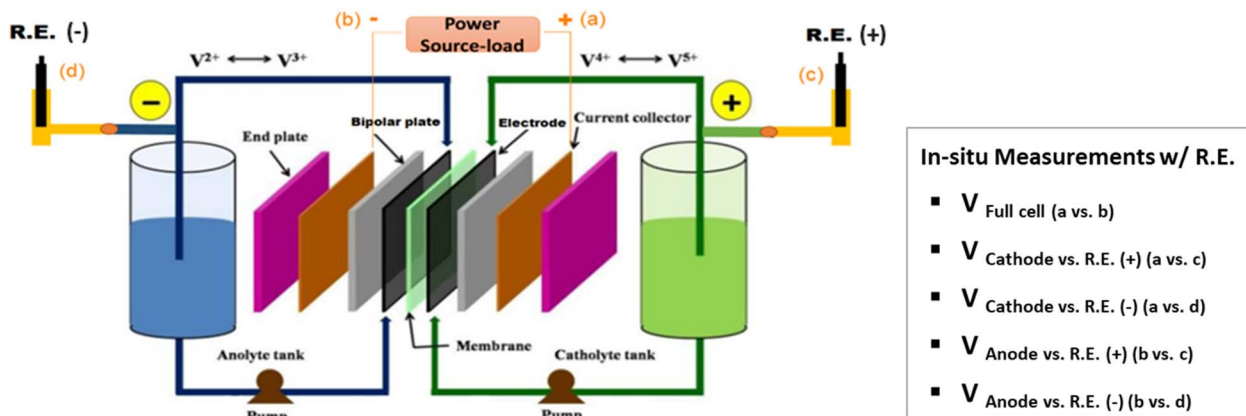 (b) - Power Source-load + (a)
R.E. (-)
R.E. (+)
(d)
(c)
V2+ ⟷ V3+
V4+ ⟷ V5+
−
+
Bipolar plate
Electrode
Current collector
End plate
Membrane
Anolyte tank
Catholyte tank
Pump
Pump
In-situ Measurements w/ R.E.
▪ V Full cell (a vs. b)
▪ V Cathode vs. R.E. (+) (a vs. c)
▪ V Cathode vs. R.E. (-) (a vs. d)
▪ V Anode vs. R.E. (+) (b vs. c)
▪ V Anode vs. R.E. (-) (b vs. d)